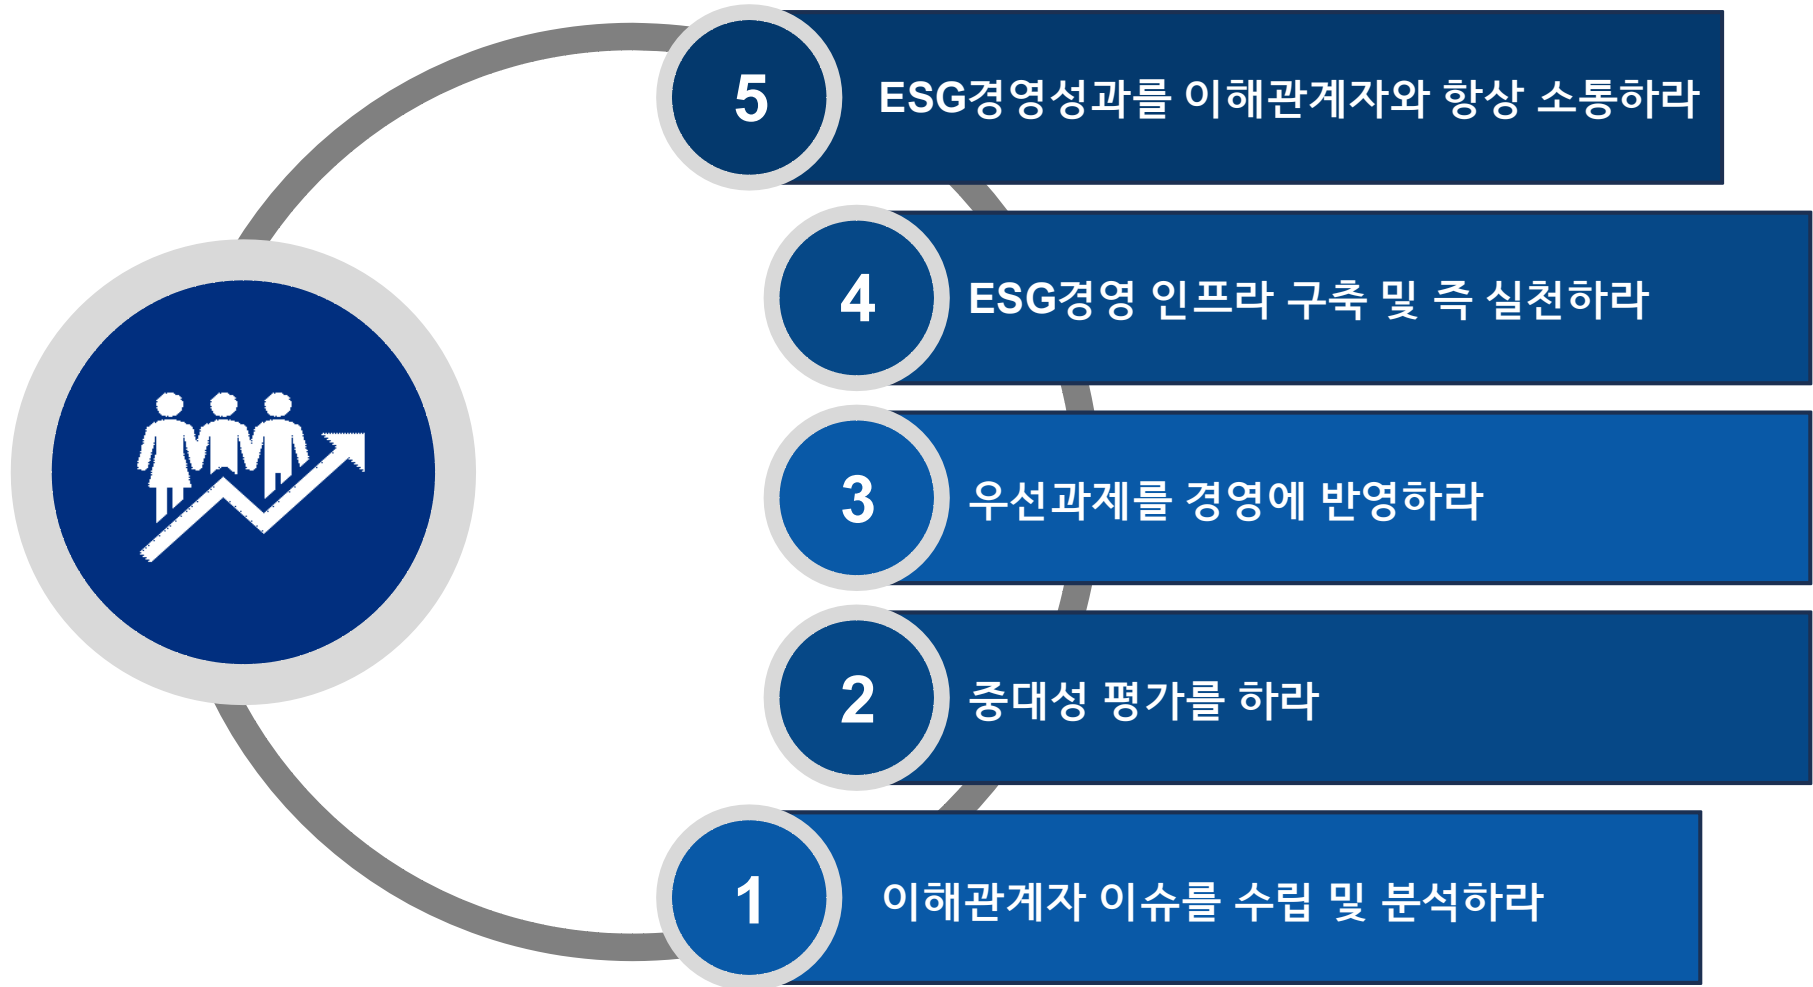 5
ESG경영성과를 이해관계자와 항상 소통하라
4
ESG경영 인프라 구축 및 즉 실천하라
3
우선과제를 경영에 반영하라
2
중대성 평가를 하라
1
이해관계자 이슈를 수립 및 분석하라